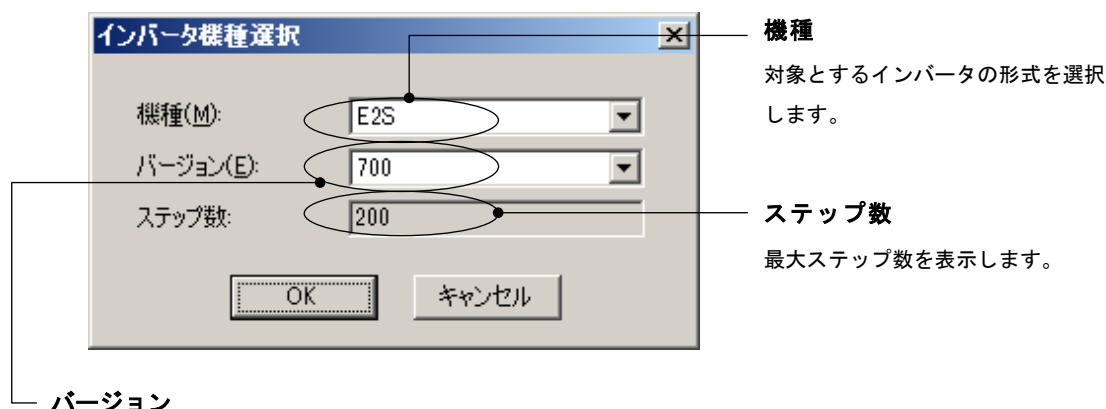 インバータ機種選択
機種(M):
E2S
バージョン(E):
700
ステップ数:
200
OK
キャンセル
機種
対象とするインバータの形式を選択
します。
ステップ数
最大ステップ数を表示します。
バージョン